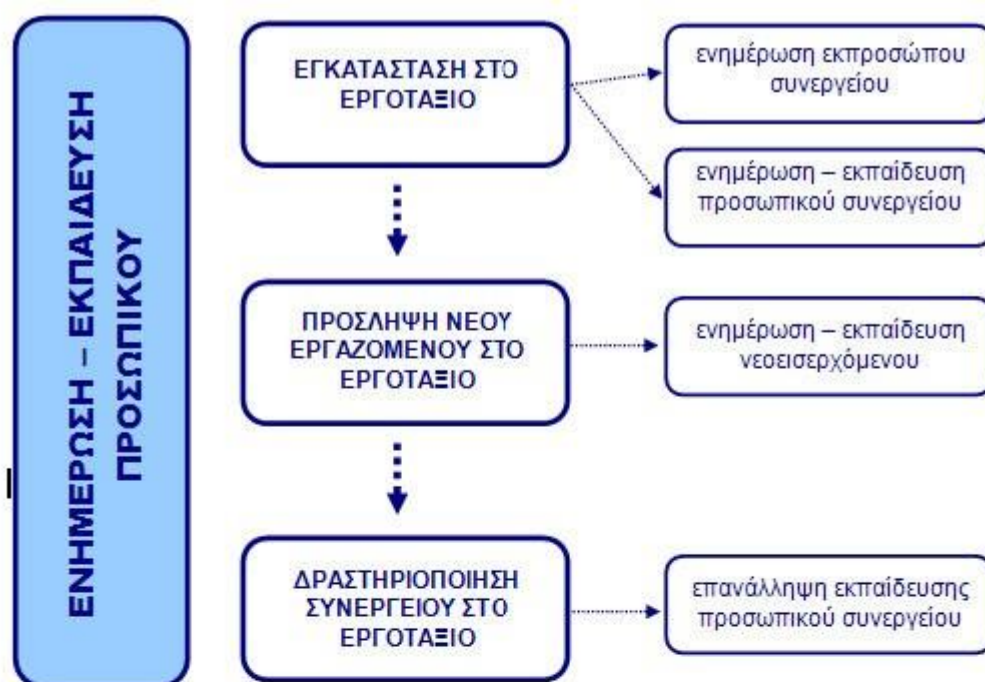 ΕΝΗΜΕΡΩΣΗ – ΕΚΠΑΙΔΕΥΣΗ
ΠΡΟΣΩΠΙΚΟΥ
ΕΓΚΑΤΑΣΤΑΣΗ ΣΤΟ
ΕΡΓΟΤΑΞΙΟ
ενημέρωση εκπροσώπου
συνεργείου
ενημέρωση – εκπαίδευση
προσωπικού συνεργείου
ΠΡΟΣΛΗΨΗ ΝΕΟΥ
ΕΡΓΑΖΟΜΕΝΟΥ ΣΤΟ
ΕΡΓΟΤΑΞΙΟ
ενημέρωση – εκπαίδευση
νεοεισερχόμενου
ΔΡΑΣΤΗΡΙΟΠΟΙΗΣΗ
ΣΥΝΕΡΓΕΙΟΥ ΣΤΟ
ΕΡΓΟΤΑΞΙΟ
επανάλληψη εκπαίδευσης
προσωπικού συνεργείου